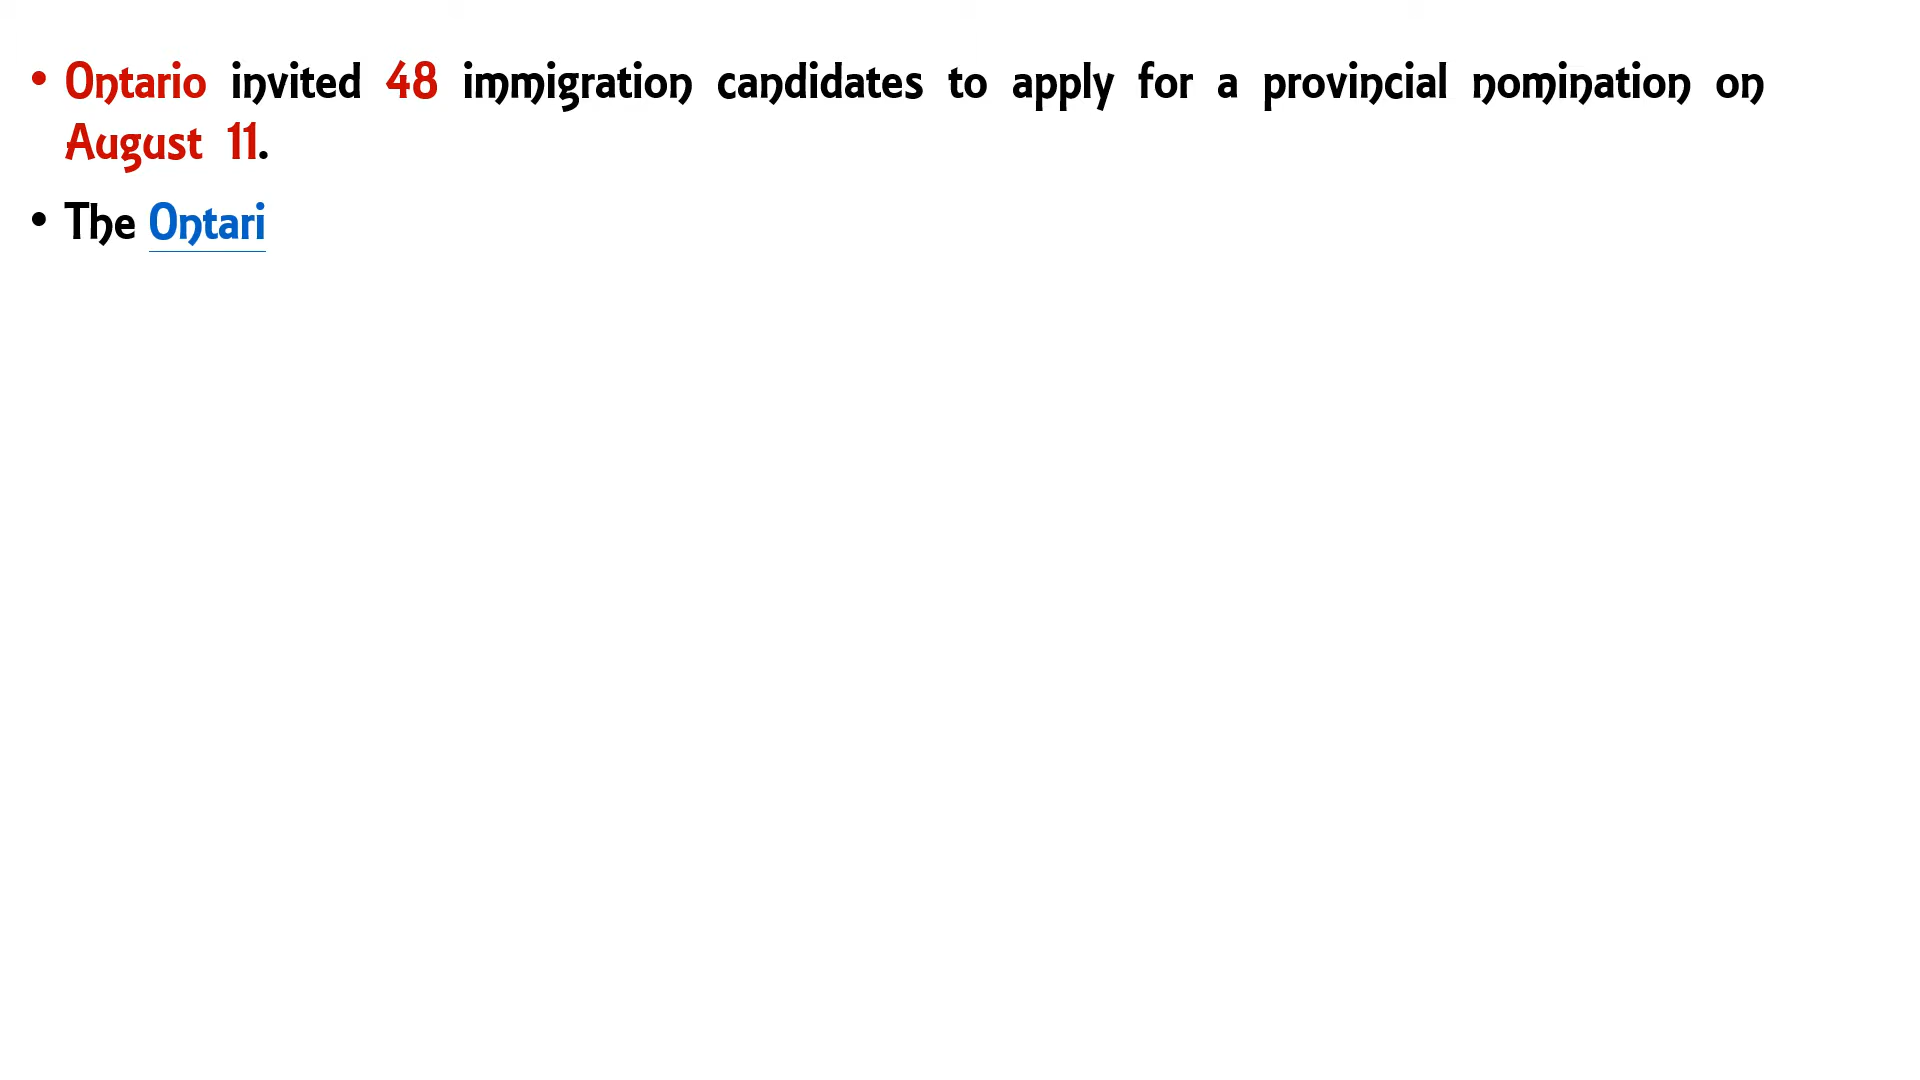 • Ontario invited 48 immigration candidates to apply for a provincial nomination on
August 11.
• The Ontari